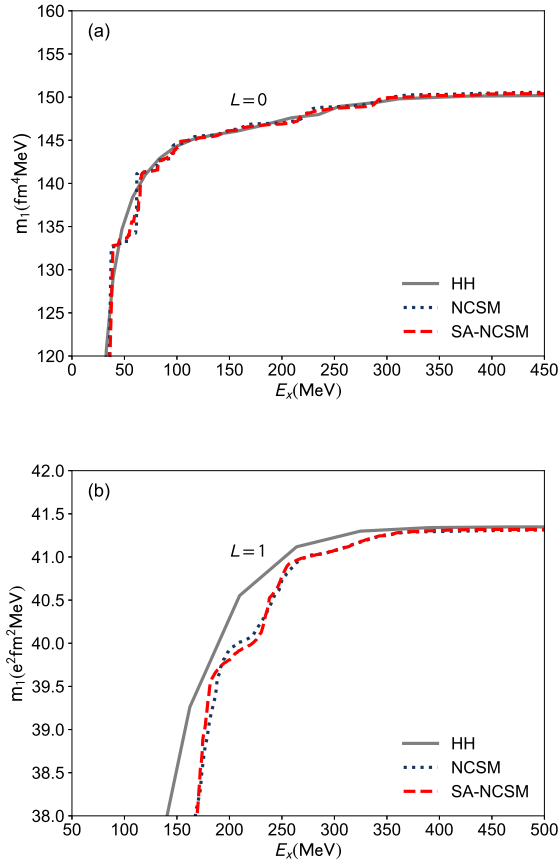 (a)
160
155
150
145
140
135
130
125
120
m₁(fm⁴MeV)
L=0
HH
NCSM
SA-NCSM
0 50 100 150 200 250 300 350 400 450
Eₓ(MeV)
(b)
42.0
41.5
41.0
40.5
40.0
39.5
39.0
38.5
38.0
m₁(e²fm²MeV)
L=1
HH
NCSM
SA-NCSM
50 100 150 200 250 300 350 400 450 500
Eₓ(MeV)